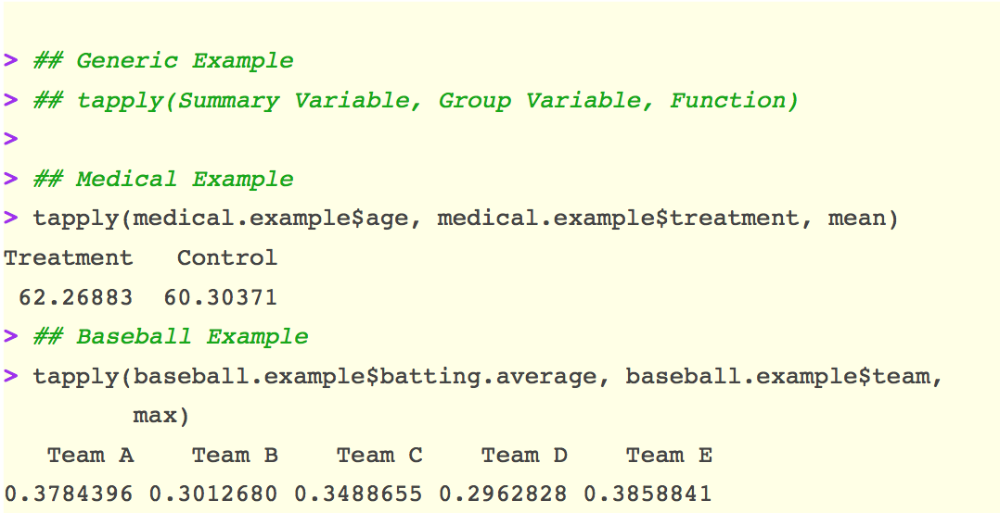 > ## Generic Example
> ## tapply(Summary Variable, Group Variable, Function)
>
> ## Medical Example
> tapply(medical.example$age, medical.example$treatment, mean)
Treatment   Control
 62.26883  60.30371
> ## Baseball Example
> tapply(baseball.example$batting.average, baseball.example$team,
         max)
   Team A    Team B    Team C    Team D    Team E
0.3784396 0.3012680 0.3488655 0.2962828 0.3858841